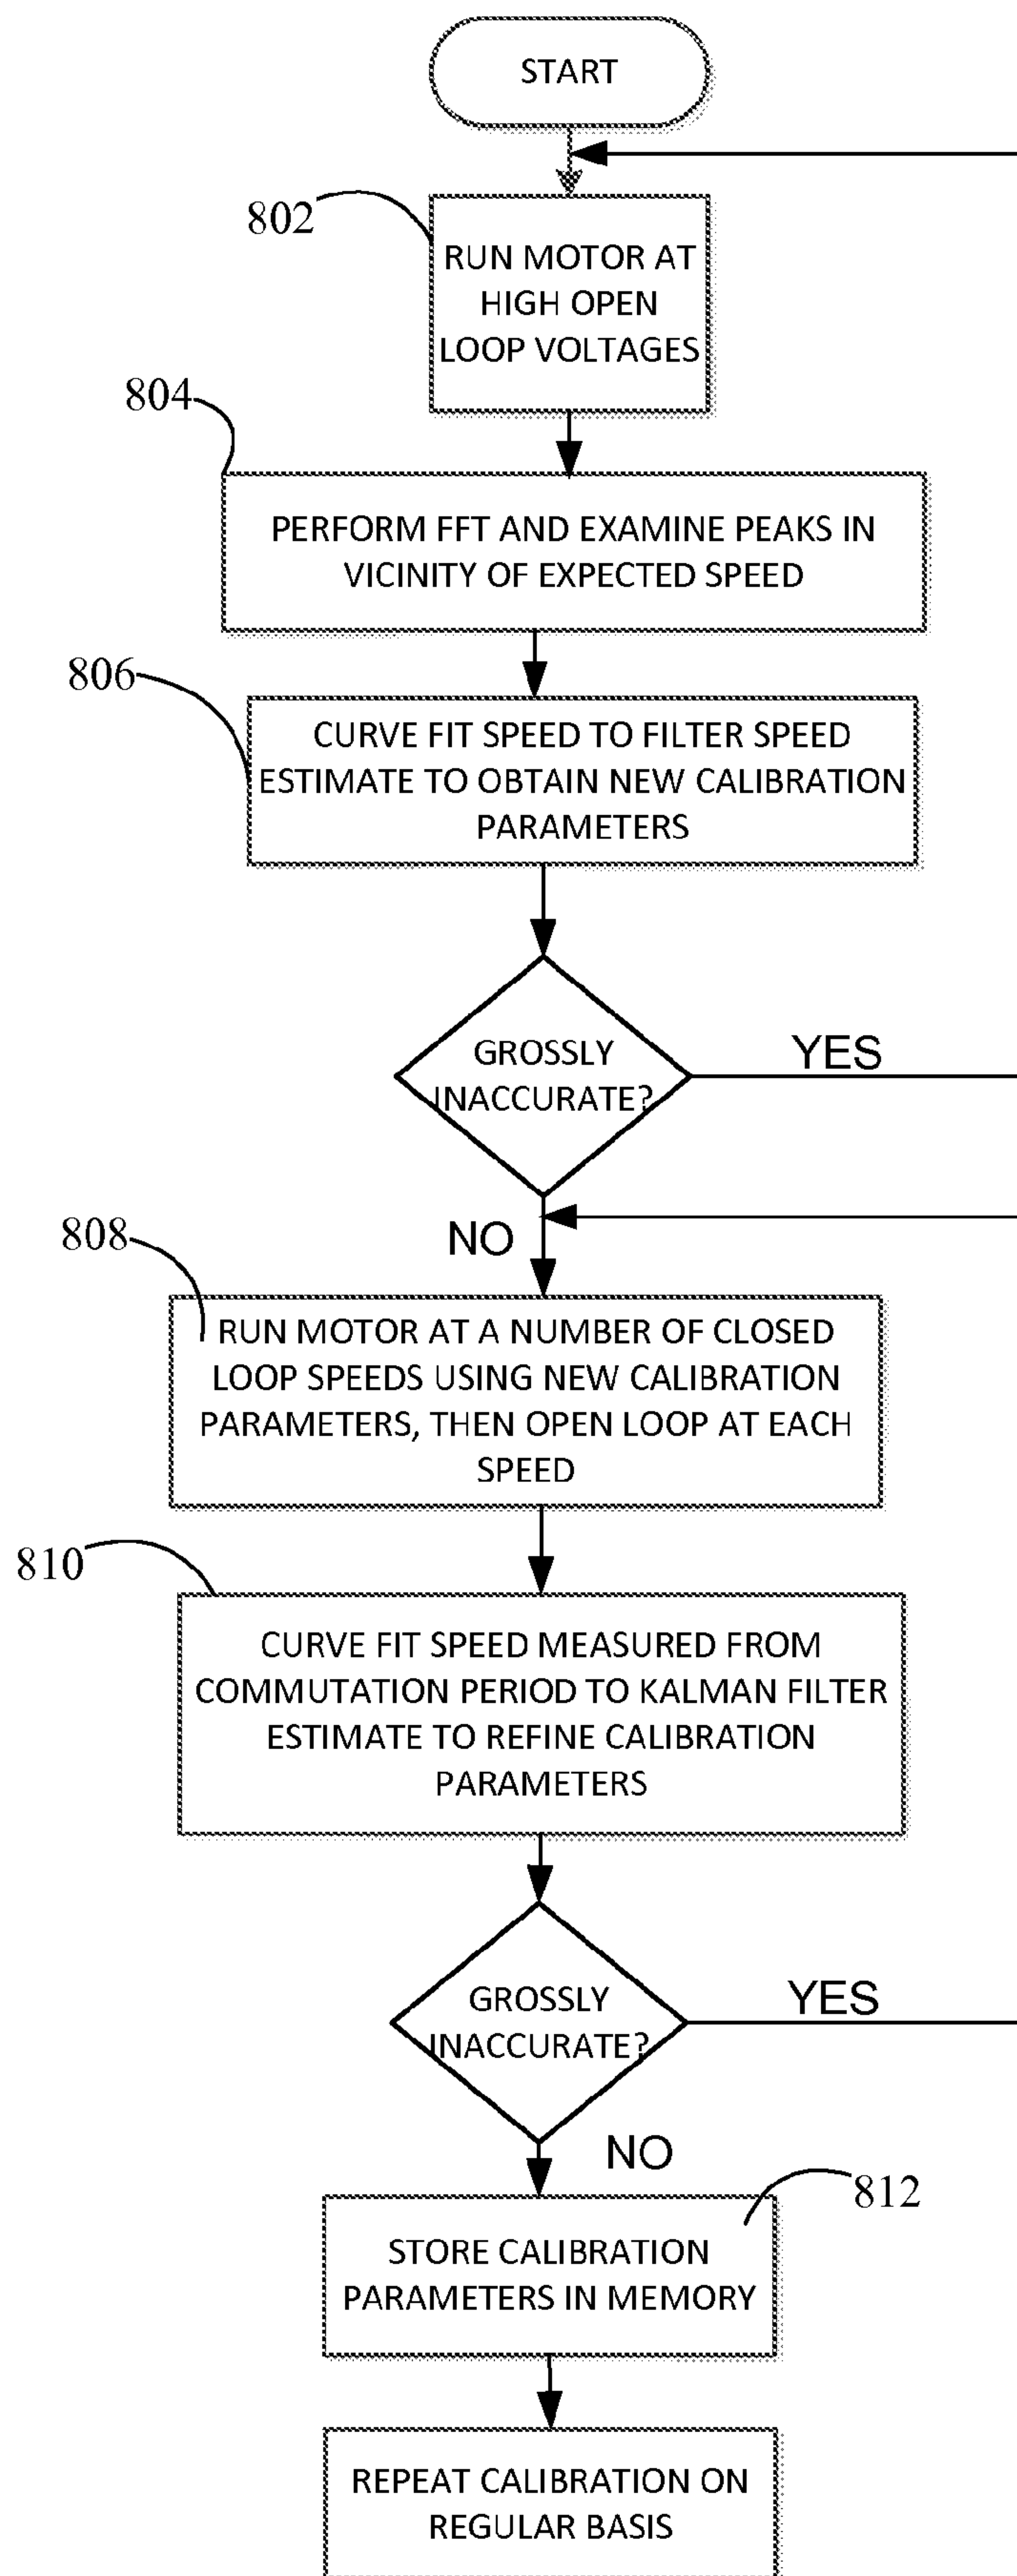 START
802
RUN MOTOR AT
HIGH OPEN
LOOP VOLTAGES
804
PERFORM FFT AND EXAMINE PEAKS IN
VICINITY OF EXPECTED SPEED
806
CURVE FIT SPEED TO FILTER SPEED
ESTIMATE TO OBTAIN NEW CALIBRATION
PARAMETERS
GROSSLY
INACCURATE?
YES
NO
808
RUN MOTOR AT A NUMBER OF CLOSED
LOOP SPEEDS USING NEW CALIBRATION
PARAMETERS, THEN OPEN LOOP AT EACH
SPEED
810
CURVE FIT SPEED MEASURED FROM
COMMUTATION PERIOD TO KALMAN FILTER
ESTIMATE TO REFINE CALIBRATION
PARAMETERS
GROSSLY
INACCURATE?
YES
NO
812
STORE CALIBRATION
PARAMETERS IN MEMORY
REPEAT CALIBRATION ON
REGULAR BASIS